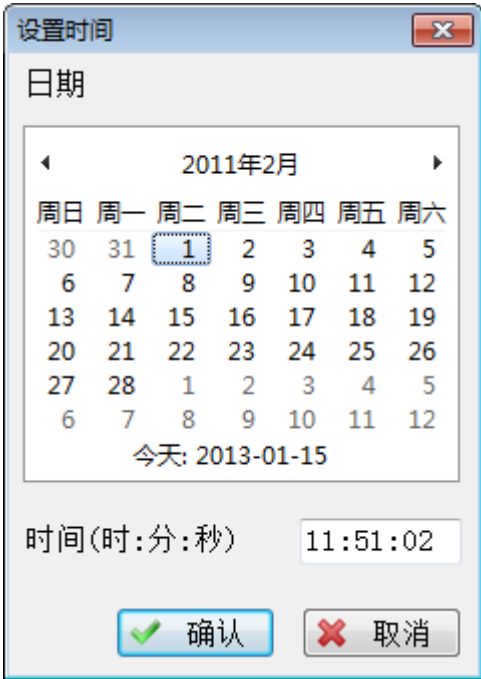 设置时间
日期
2011年2月
周日 周一 周二 周三 周四 周五 周六
30 31 1 2 3 4 5
6 7 8 9 10 11 12
13 14 15 16 17 18 19
20 21 22 23 24 25 26
27 28 1 2 3 4 5
6 7 8 9 10 11 12
今天: 2013-01-15
时间(时:分:秒) 11:51:02
确认 取消